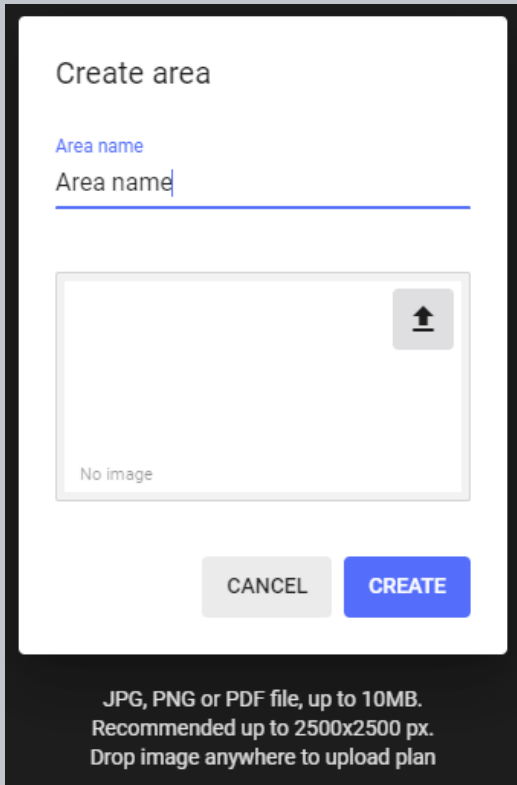 Create area
Area name
Area name
No image
CANCEL
CREATE
JPG, PNG or PDF file, up to 10MB.
Recommended up to 2500x2500 px.
Drop image anywhere to upload plan